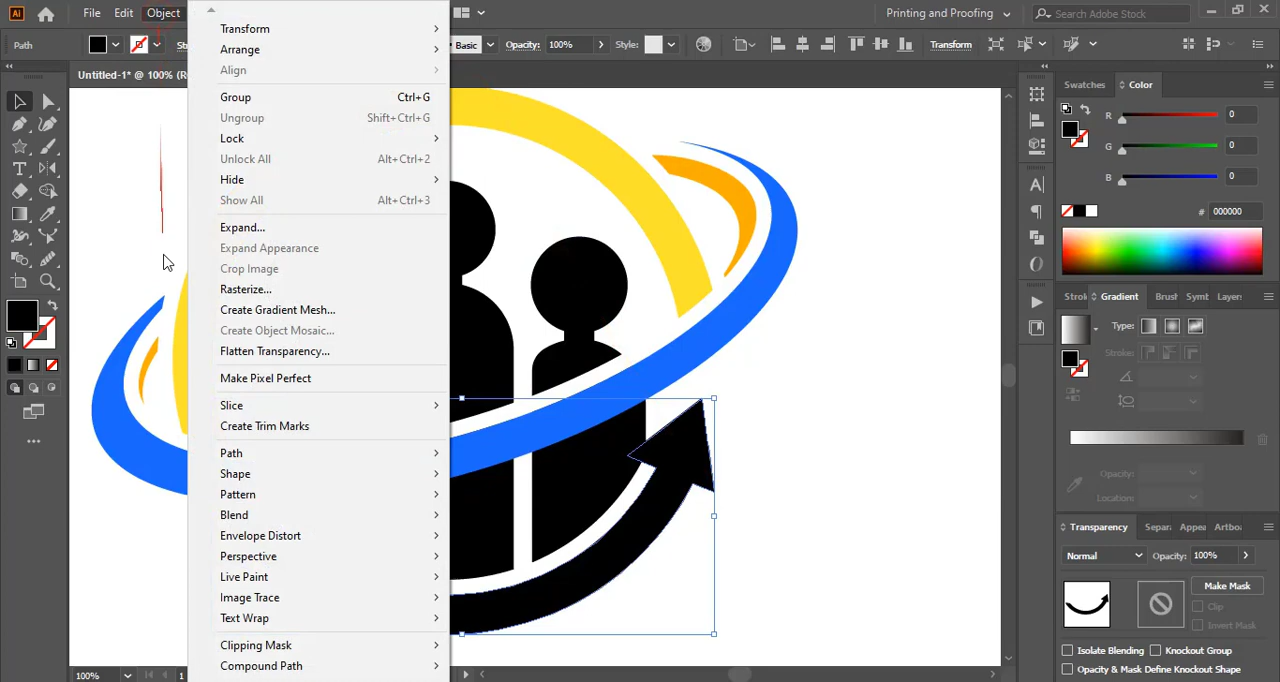 Ai
File
Edit
Object
Printing and Proofing
Search Adobe Stock
Path
Basic
Opacity:
100%
Style:
Transform
Untitled-1* @ 100%
Transform
Arrange
Align
Group Ctrl+G
Ungroup Shift+Ctrl+G
Lock
Unlock All Alt+Ctrl+2
Hide
Show All Alt+Ctrl+3
Expand...
Expand Appearance
Crop Image
Rasterize...
Create Gradient Mesh...
Create Object Mosaic...
Flatten Transparency...
Make Pixel Perfect
Slice
Create Trim Marks
Path
Shape
Pattern
Blend
Envelope Distort
Perspective
Live Paint
Image Trace
Text Wrap
Clipping Mask
Compound Path
Swatches
Color
R 0
G 0
B 0
# 000000
Gradient
Type:
Stroke:
Opacity:
Location:
Transparency
Normal
Opacity: 100%
Make Mask
Clip
Invert Mask
Isolate Blending
Knockout Group
Opacity & Mask Define Knockout Shape
100%
1